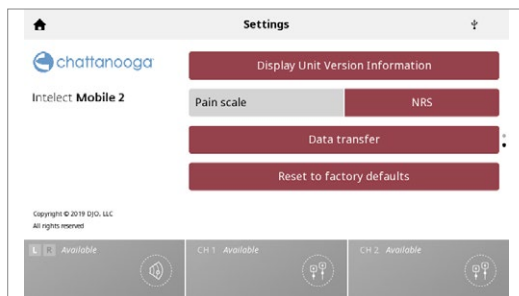 Settings
chattanooga
Display Unit Version Information
Intelect Mobile 2
Pain scale
NRS
Data transfer
Reset to factory defaults
Copyright © 2019 DJO, LLC
All rights reserved
L R Available
CH 1 Available
CH 2 Available